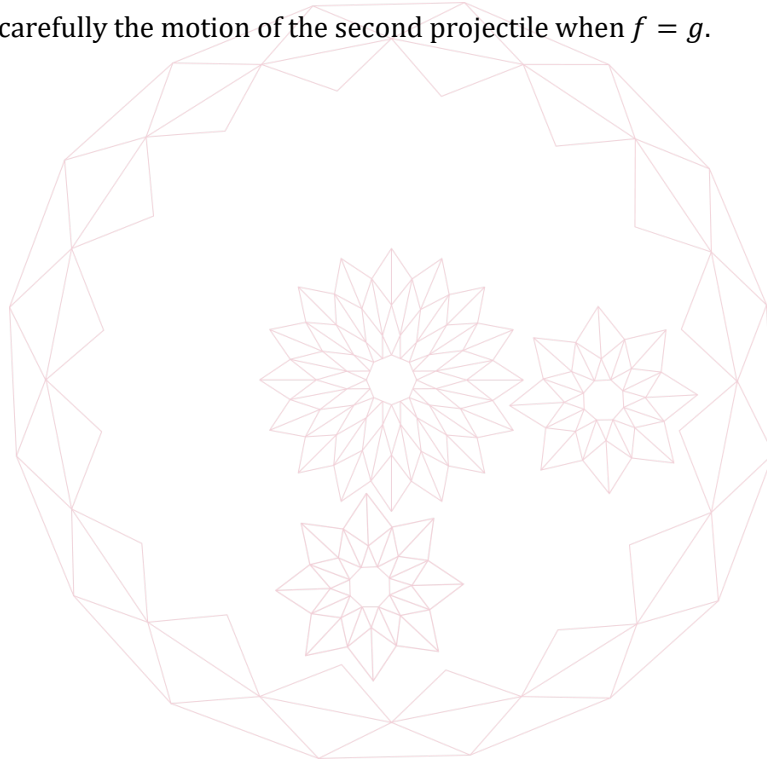 carefully the motion of the second projectile when f = g.